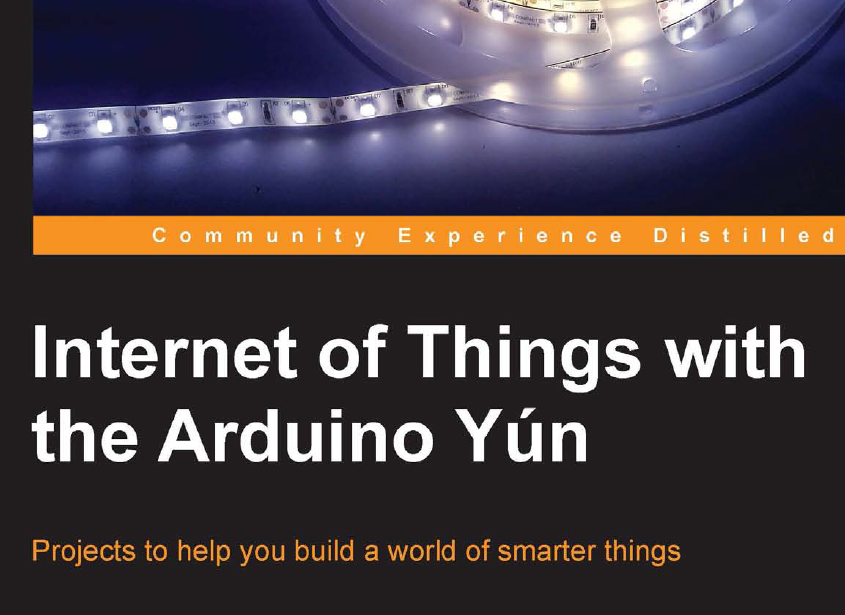 Community Experience Distilled
Internet of Things with
the Arduino Yún
Projects to help you build a world of smarter things